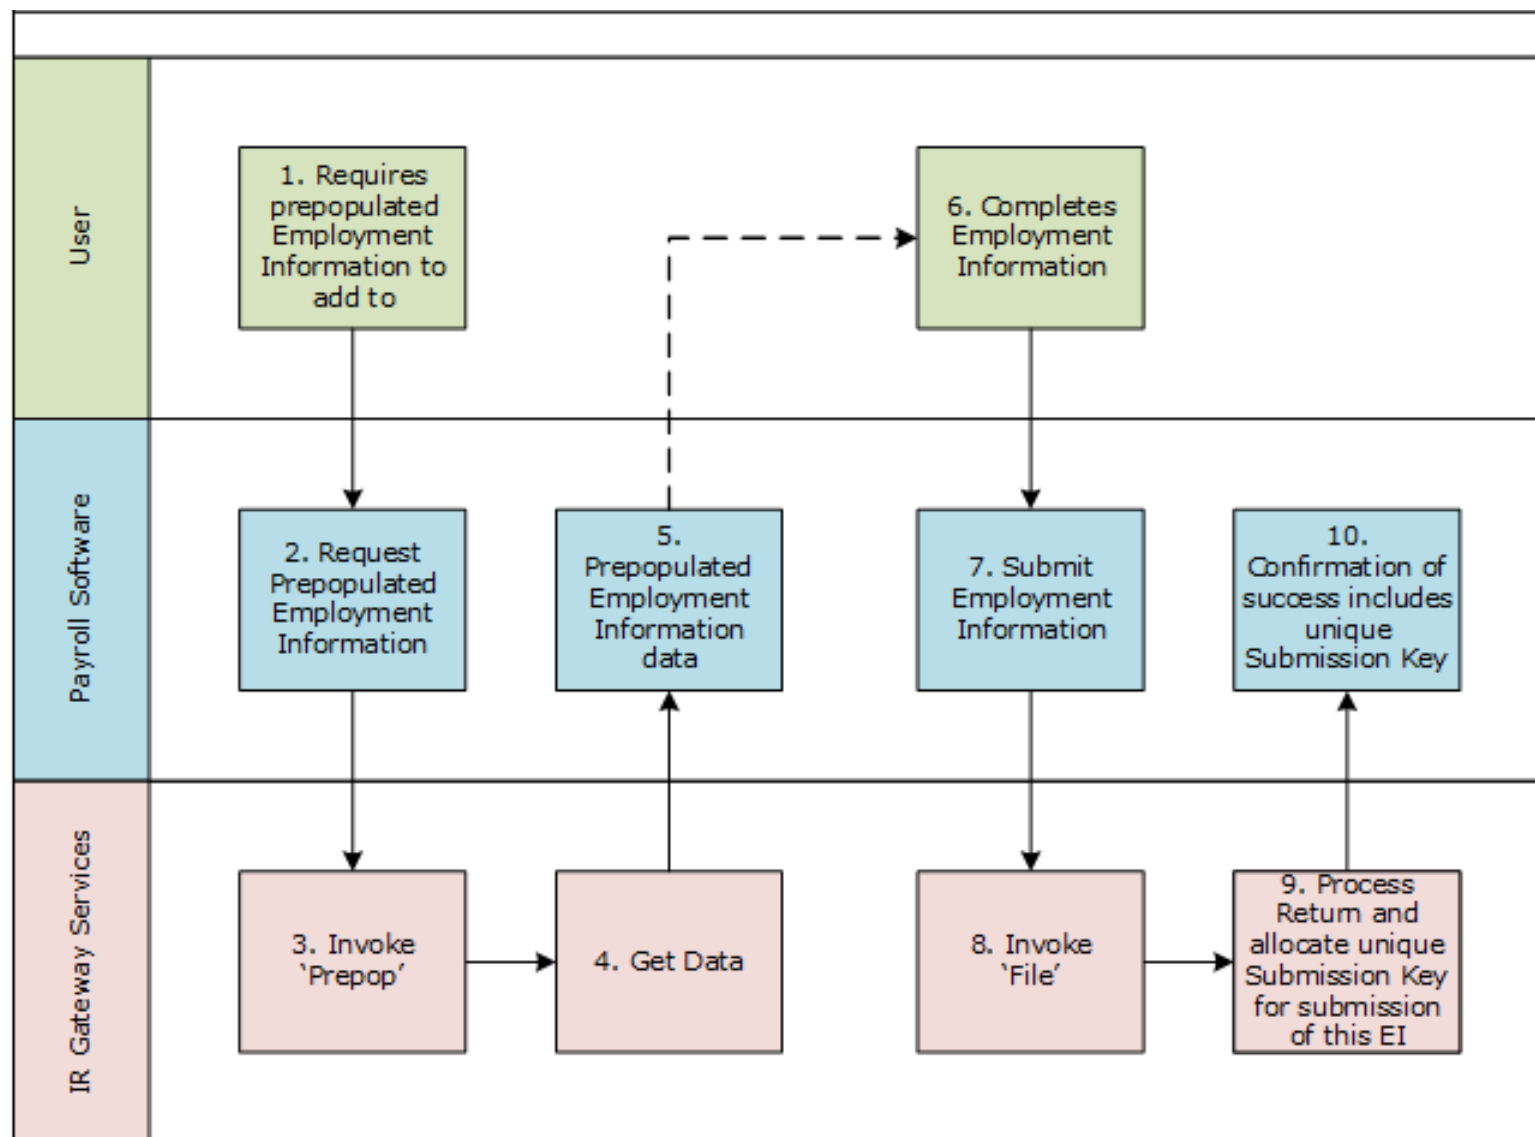 User
1. Requires
prepopulated
Employment
Information to
add to
6. Completes
Employment
Information
Payroll Software
2. Request
Prepopulated
Employment
Information
5.
Prepopulated
Employment
Information
data
7. Submit
Employment
Information
10.
Confirmation of
success includes
unique
Submission Key
IR Gateway Services
3. Invoke
‘Prepop’
4. Get Data
8. Invoke
‘File’
9. Process
Return and
allocate unique
Submission Key
for submission
of this EI